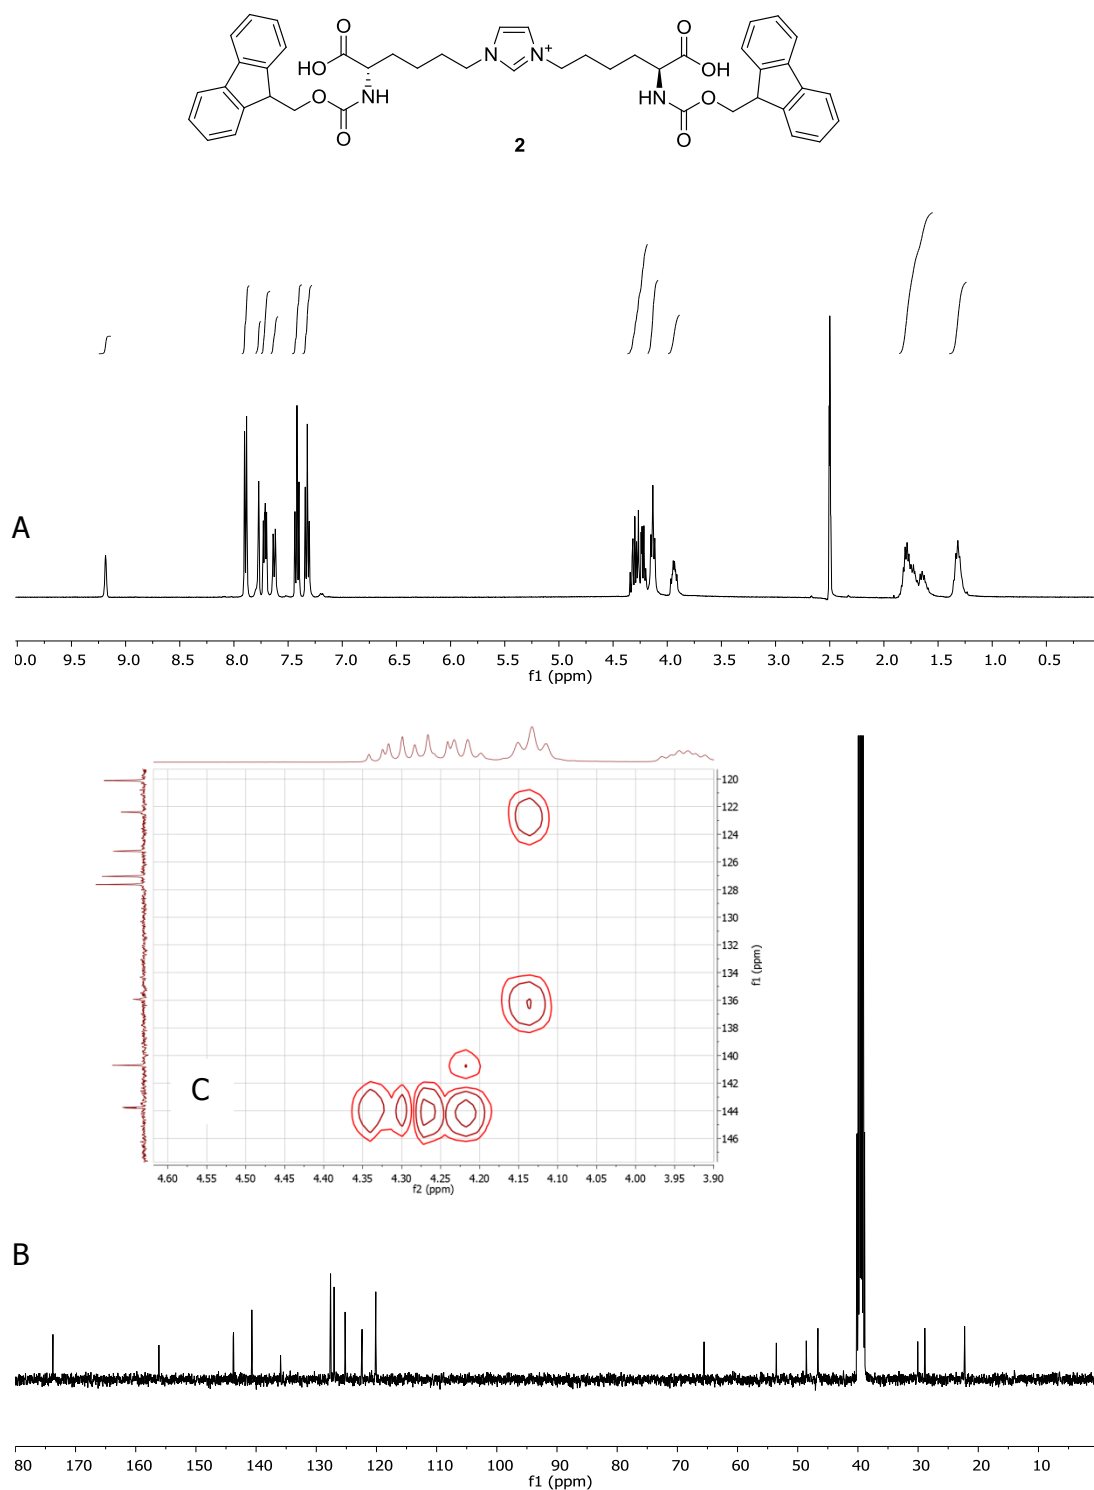 O O
OH N N+ OH
HN O HN O
O O
2
A
0.0 9.5 9.0 8.5 8.0 7.5 7.0 6.5 6.0 5.5 5.0 4.5 4.0 3.5 3.0 2.5 2.0 1.5 1.0 0.5
f1 (ppm)
120
122
124
126
128
130
132
134
136
138
140
142
144
146
f1 (ppm)
C
4.60 4.55 4.50 4.45 4.40 4.35 4.30 4.25 4.20 4.15 4.10 4.05 4.00 3.95 3.90
f2 (ppm)
B
80 170 160 150 140 130 120 110 100 90 80 70 60 50 40 30 20 10
f1 (ppm)